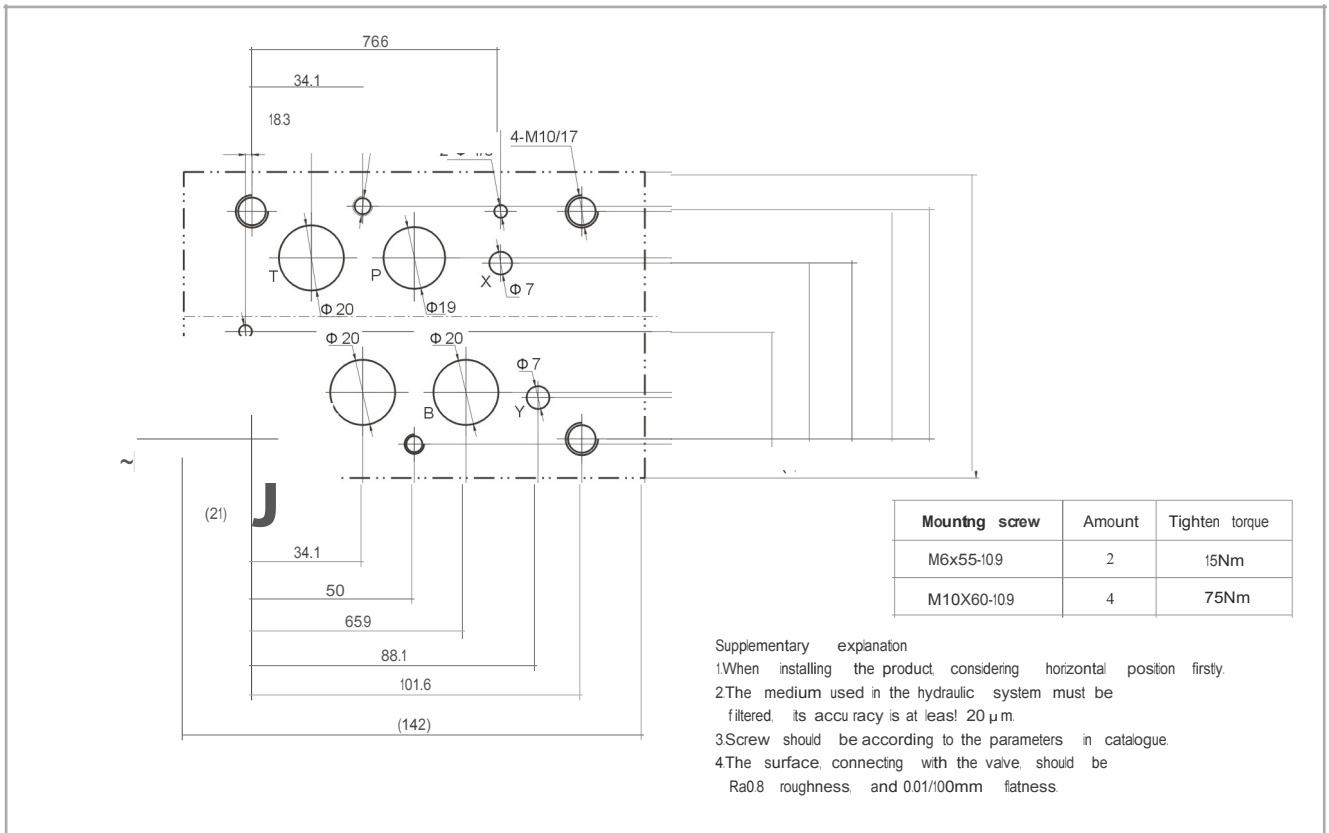 76.6
34.1
18.3
4-M10/17
T
P
X
Φ 7
Φ 20
Φ19
Φ 20
Φ 20
Φ 7
B
Y
(21)
J
34.1
50
65.9
88.1
101.6
(142)
Mountng screw Amount Tighten torque
M6x55-10.9 2 15Nm
M10X60-10.9 4 75Nm
Supplementary explanation
1.When installing the product, considering horizontal position firstly.
2.The medium used in the hydraulic system must be
filtered, its accu racy is at leas! 20 μ m.
3.Screw should be according to the parameters in catalogue.
4.The surface, connecting with the valve, should be
Ra0.8 roughness, and 0.01/100mm flatness.